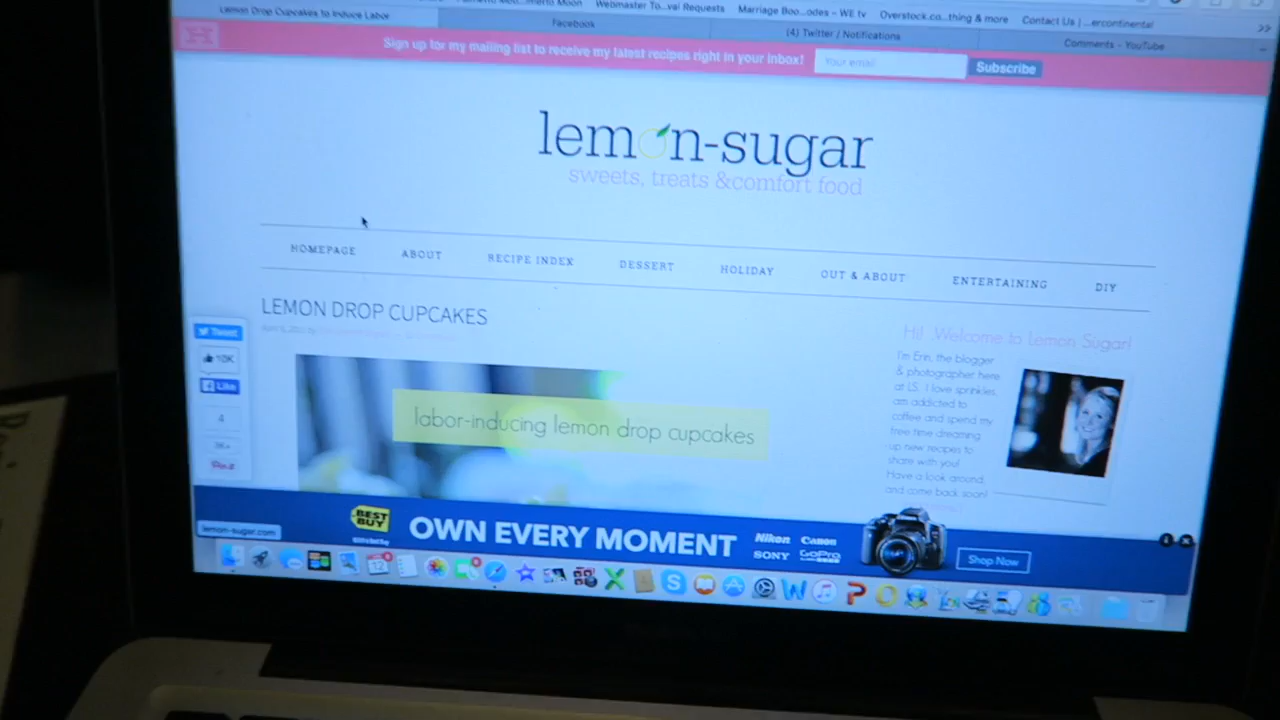 Webmaster To...val Requests
Marriage Boo...odes – WE tv
Overstock.co...thing & more
Contact Us | ...ercontinental
Lemon Drop Cupcakes to Induce Labor
Facebook
(4) Twitter / Notifications
Comments - YouTube
Sign up for my mailing list to receive my latest recipes right in your inbox!
Your email
Subscribe
lemon-sugar
sweets, treats &comfort food
HOMEPAGE
ABOUT
RECIPE INDEX
DESSERT
HOLIDAY
OUT & ABOUT
ENTERTAINING
DIY
LEMON DROP CUPCAKES
Tweet
10K
Like
4
Pin it
labor-inducing lemon drop cupcakes
Hi! Welcome to Lemon Sugar!
I'm Erin, the blogger
& photographer here
at LS. I love sprinkles,
am addicted to
coffee and spend my
free time dreaming
up new recipes to
share with you!
Have a look around,
and come back soon!
lemon-sugar.com
BEST
BUY
OWN EVERY MOMENT
Nikon
Canon
SONY
GoPro
Shop Now
12